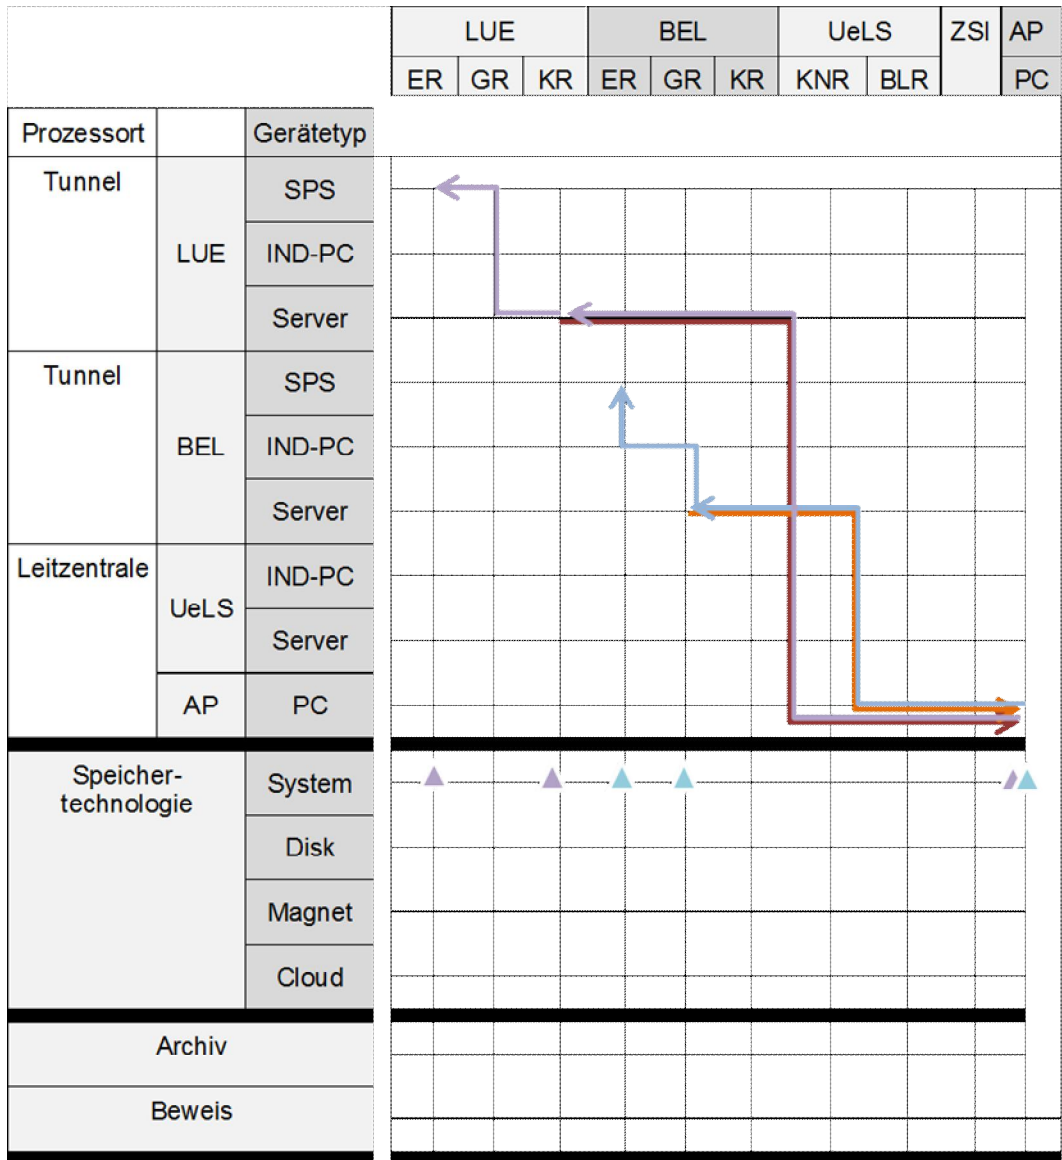 LUE BEL UeLS ZSI AP
ER GR KR ER GR KR KNR BLR PC
Prozessort Gerätetyp
Tunnel SPS
LUE IND-PC
Server
Tunnel SPS
BEL IND-PC
Server
Leitzentrale IND-PC
UeLS
Server
AP PC
Speicher- System
technologie
Disk
Magnet
Cloud
Archiv
Beweis